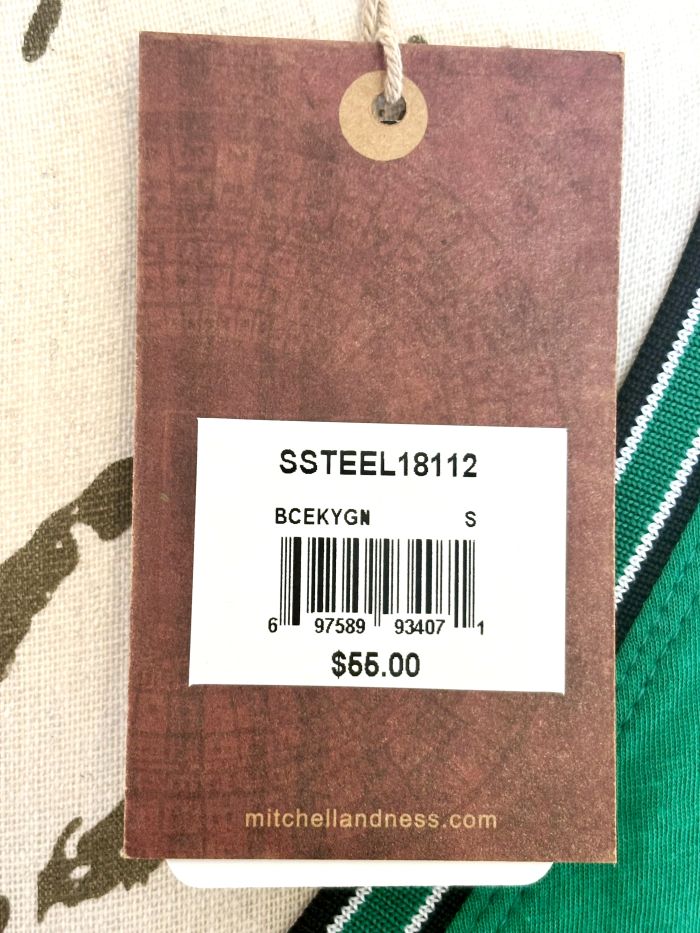 SSTEEL18112
BCEKYGN S
6 97589 93407 1
$55.00
mitchellandness.com